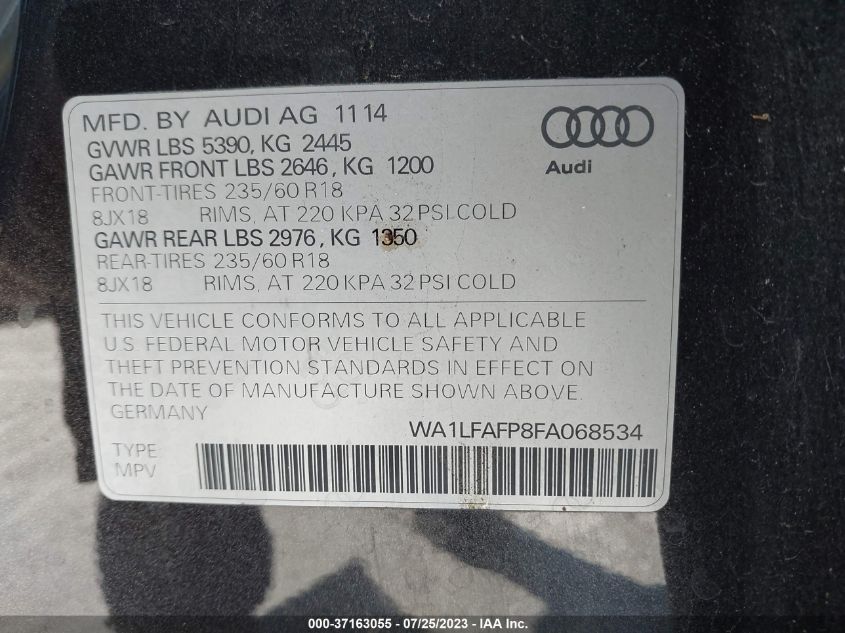 MFD. BY AUDI AG 11 14
GVWR LBS 5390, KG 2445
GAWR FRONT LBS 2646, KG 1200
FRONT-TIRES 235/60 R18
8JX18 RIMS, AT 220 KPA 32 PSI COLD
GAWR REAR LBS 2976, KG 1350
REAR-TIRES 235/60 R18
8JX18 RIMS, AT 220 KPA 32 PSI COLD
Audi
THIS VEHICLE CONFORMS TO ALL APPLICABLE
U.S. FEDERAL MOTOR VEHICLE SAFETY AND
THEFT PREVENTION STANDARDS IN EFFECT ON
THE DATE OF MANUFACTURE SHOWN ABOVE.
GERMANY
WA1LFAFP8FA068534
TYPE:
MPV
000-37163055 / 07/25/2023 - IAA Inc.